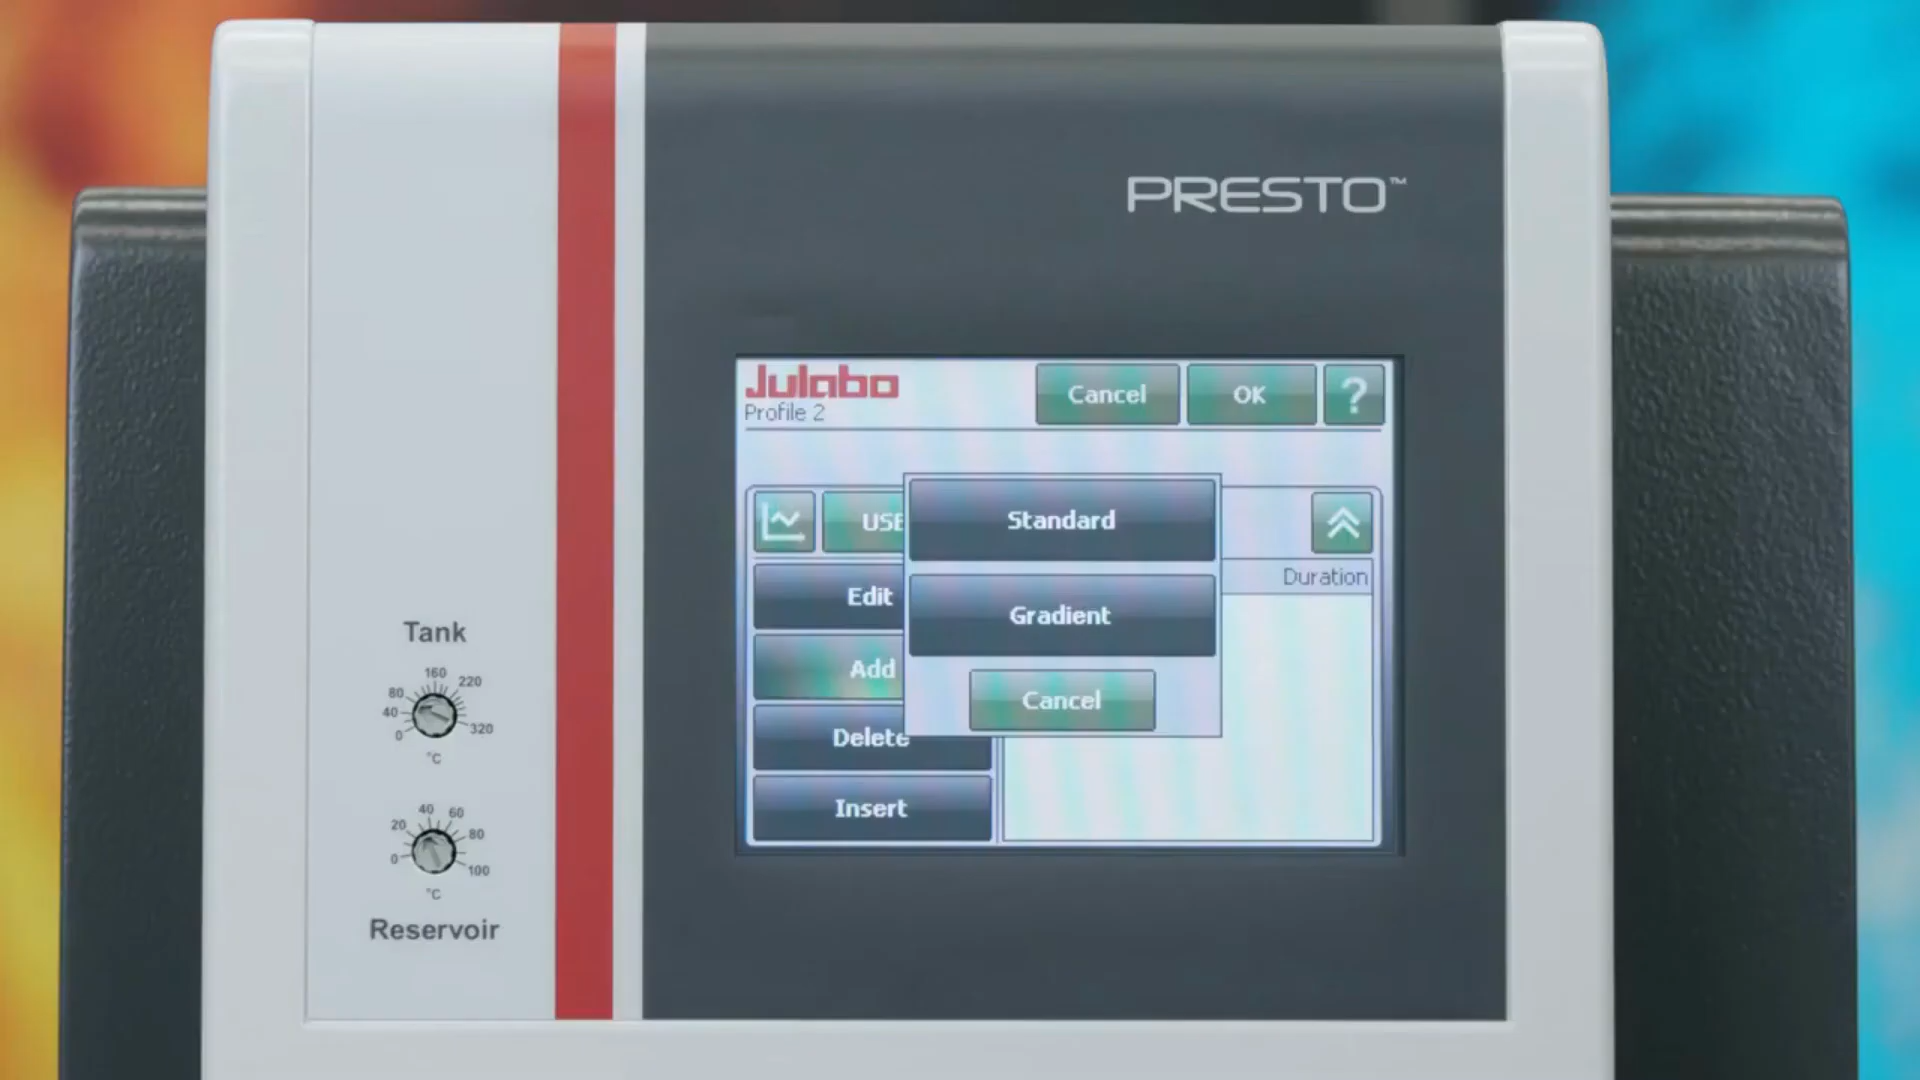 PRESTO™
Julabo
Profile 2
Cancel
OK
?
USB
Standard
Gradient
Cancel
Edit
Add
Delete
Insert
Duration
Tank
0
40
80
160
220
320
°C
0
20
40
60
80
100
°C
Reservoir